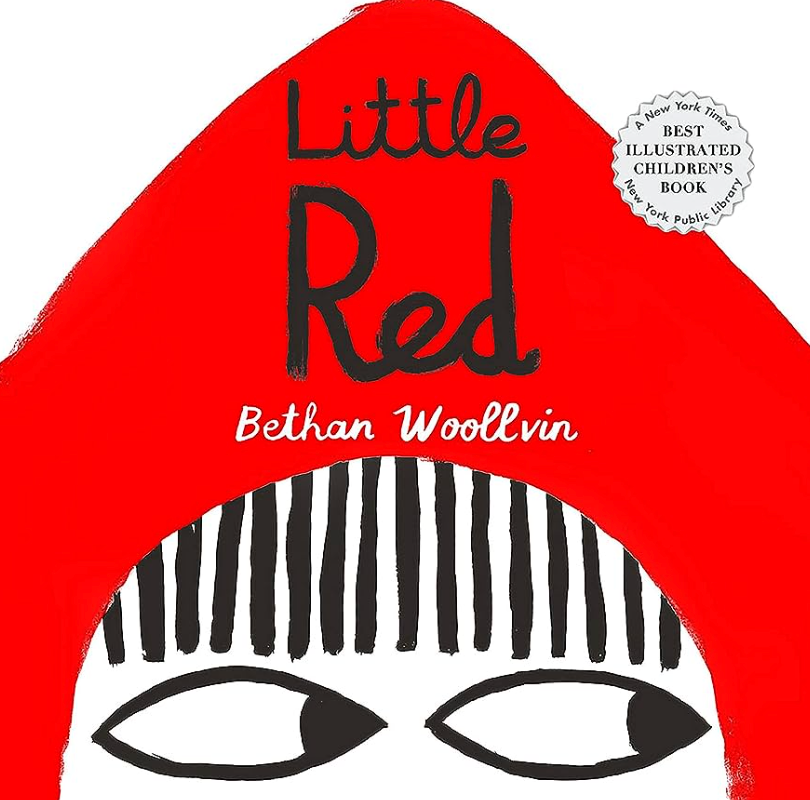 Little
Red
Bethan Woollvin
A New York Times
BEST
ILLUSTRATED
CHILDREN'S
BOOK
New York Public Library